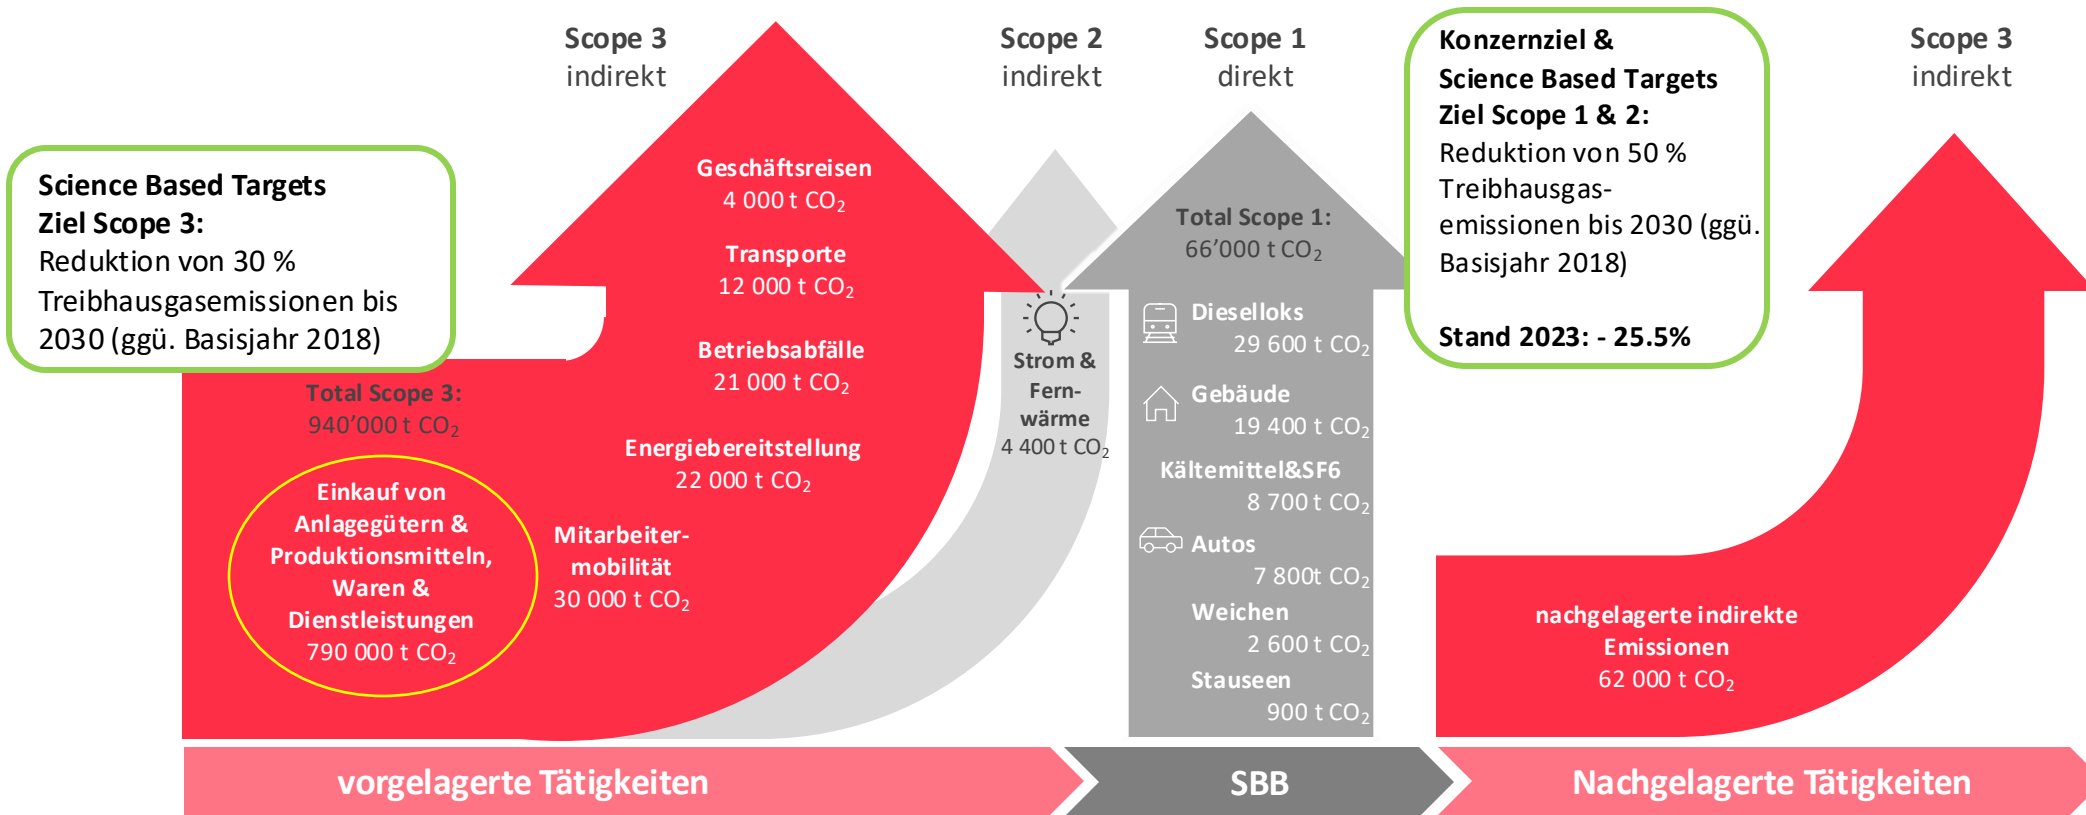 Scope 3
indirekt
Scope 2
indirekt
Scope 1
direkt
Scope 3
indirekt
Science Based Targets
Ziel Scope 3:
Reduktion von 30 %
Treibhausgasemissionen bis
2030 (ggü. Basisjahr 2018)
Total Scope 3:
940’000 t CO₂
Einkauf von
Anlagegütern &
Produktionsmitteln,
Waren &
Dienstleistungen
790 000 t CO₂
Geschäftsreisen
4 000 t CO₂
Transporte
12 000 t CO₂
Betriebsabfälle
21 000 t CO₂
Energiebereitstellung
22 000 t CO₂
Mitarbeiter-
mobilität
30 000 t CO₂
Strom &
Fern-
wärme
4 400 t CO₂
Total Scope 1:
66’000 t CO₂
Dieselloks
29 600 t CO₂
Gebäude
19 400 t CO₂
Kältemittel&SF6
8 700 t CO₂
Autos
7 800t CO₂
Weichen
2 600 t CO₂
Stauseen
900 t CO₂
Konzernziel &
Science Based Targets
Ziel Scope 1 & 2:
Reduktion von 50 %
Treibhausgas-
emissionen bis 2030 (ggü.
Basisjahr 2018)
Stand 2023: - 25.5%
nachgelagerte indirekte
Emissionen
62 000 t CO₂
vorgelagerte Tätigkeiten
SBB
Nachgelagerte Tätigkeiten